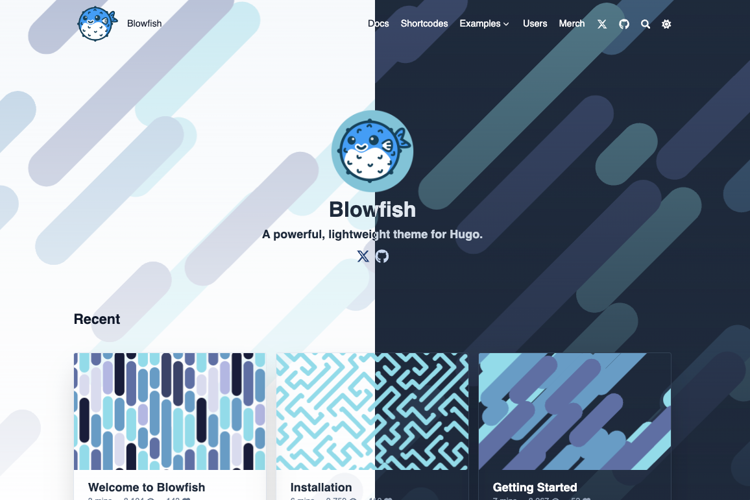 Blowfish Docs Shortcodes Examples Users Merch
Blowfish
A powerful, lightweight theme for Hugo.
Recent
Welcome to Blowfish
Installation
Getting Started